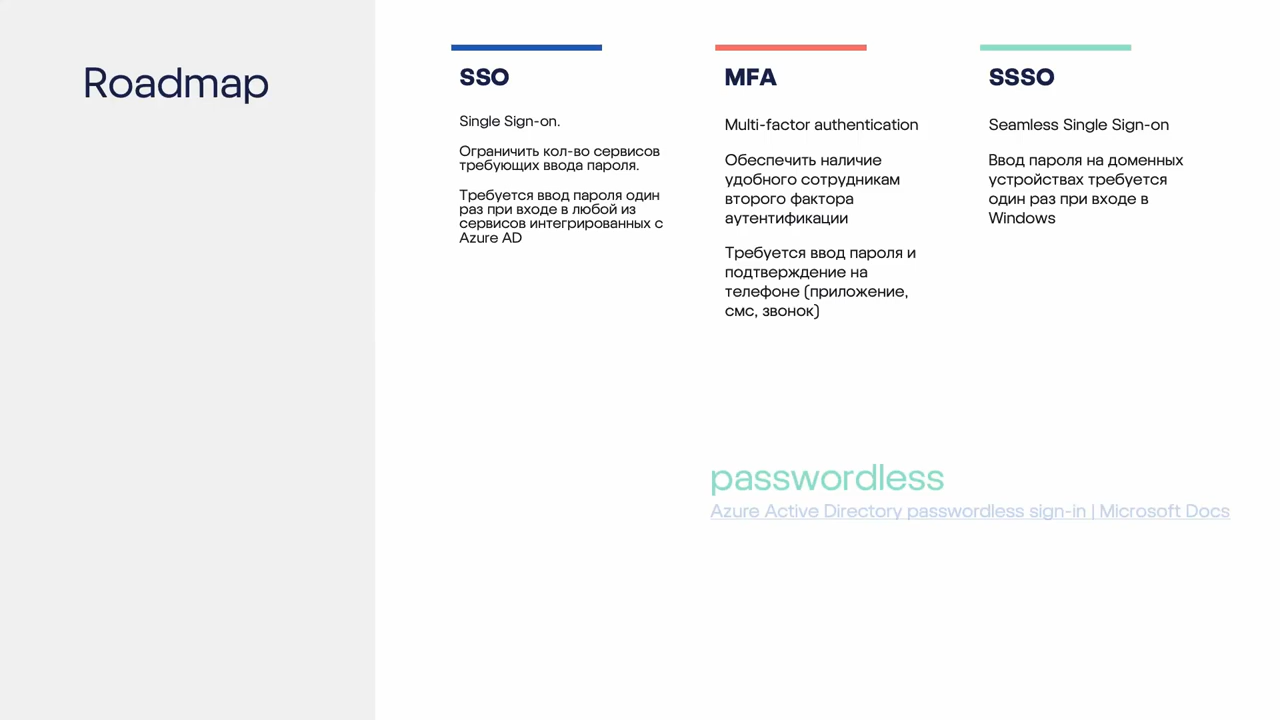 Roadmap
SSO
Single Sign-on.
Ограничить кол-во сервисов
требующих ввода пароля.
Требуется ввод пароля один
раз при входе в любой из
сервисов интегрированных с
Azure AD
MFA
Multi-factor authentication
Обеспечить наличие
удобного сотрудникам
второго фактора
аутентификации
Требуется ввод пароля и
подтверждение на
телефоне (приложение,
смс, звонок)
SSSO
Seamless Single Sign-on
Ввод пароля на доменных
устройствах требуется
один раз при входе в
Windows
passwordless
Azure Active Directory passwordless sign-in | Microsoft Docs